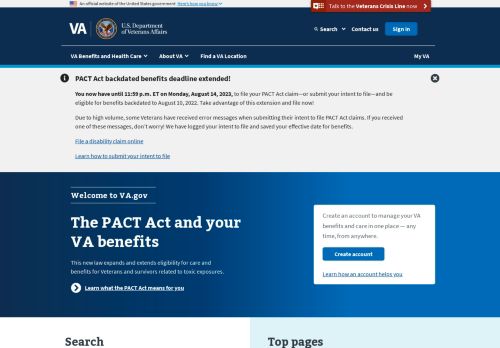 An official website of the United States government Here's how you know
Talk to the Veterans Crisis Line now
VA
U.S. Department
of Veterans Affairs
Search Contact us Sign in
VA Benefits and Health Care About VA Find a VA Location My VA
PACT Act backdated benefits deadline extended!
You now have until 11:59 p.m. ET on Monday, August 14, 2023, to file your PACT Act claim—or submit your intent to file—and be
eligible for benefits backdated to August 10, 2022. Take advantage of this extension and file now!
Due to high volume, some Veterans have received error messages when submitting their intent to file PACT Act claims. If you received
one of these messages, don't worry! We have logged your intent to file and saved your effective date for benefits.
File a disability claim online
Learn how to submit your intent to file
Welcome to VA.gov
The PACT Act and your
VA benefits
This new law expands and extends eligibility for care and
benefits for Veterans and survivors related to toxic exposures.
Learn what the PACT Act means for you
Create an account to manage your VA
benefits and care in one place — any
time, from anywhere.
Create account
Learn how an account helps you
Search
Top pages